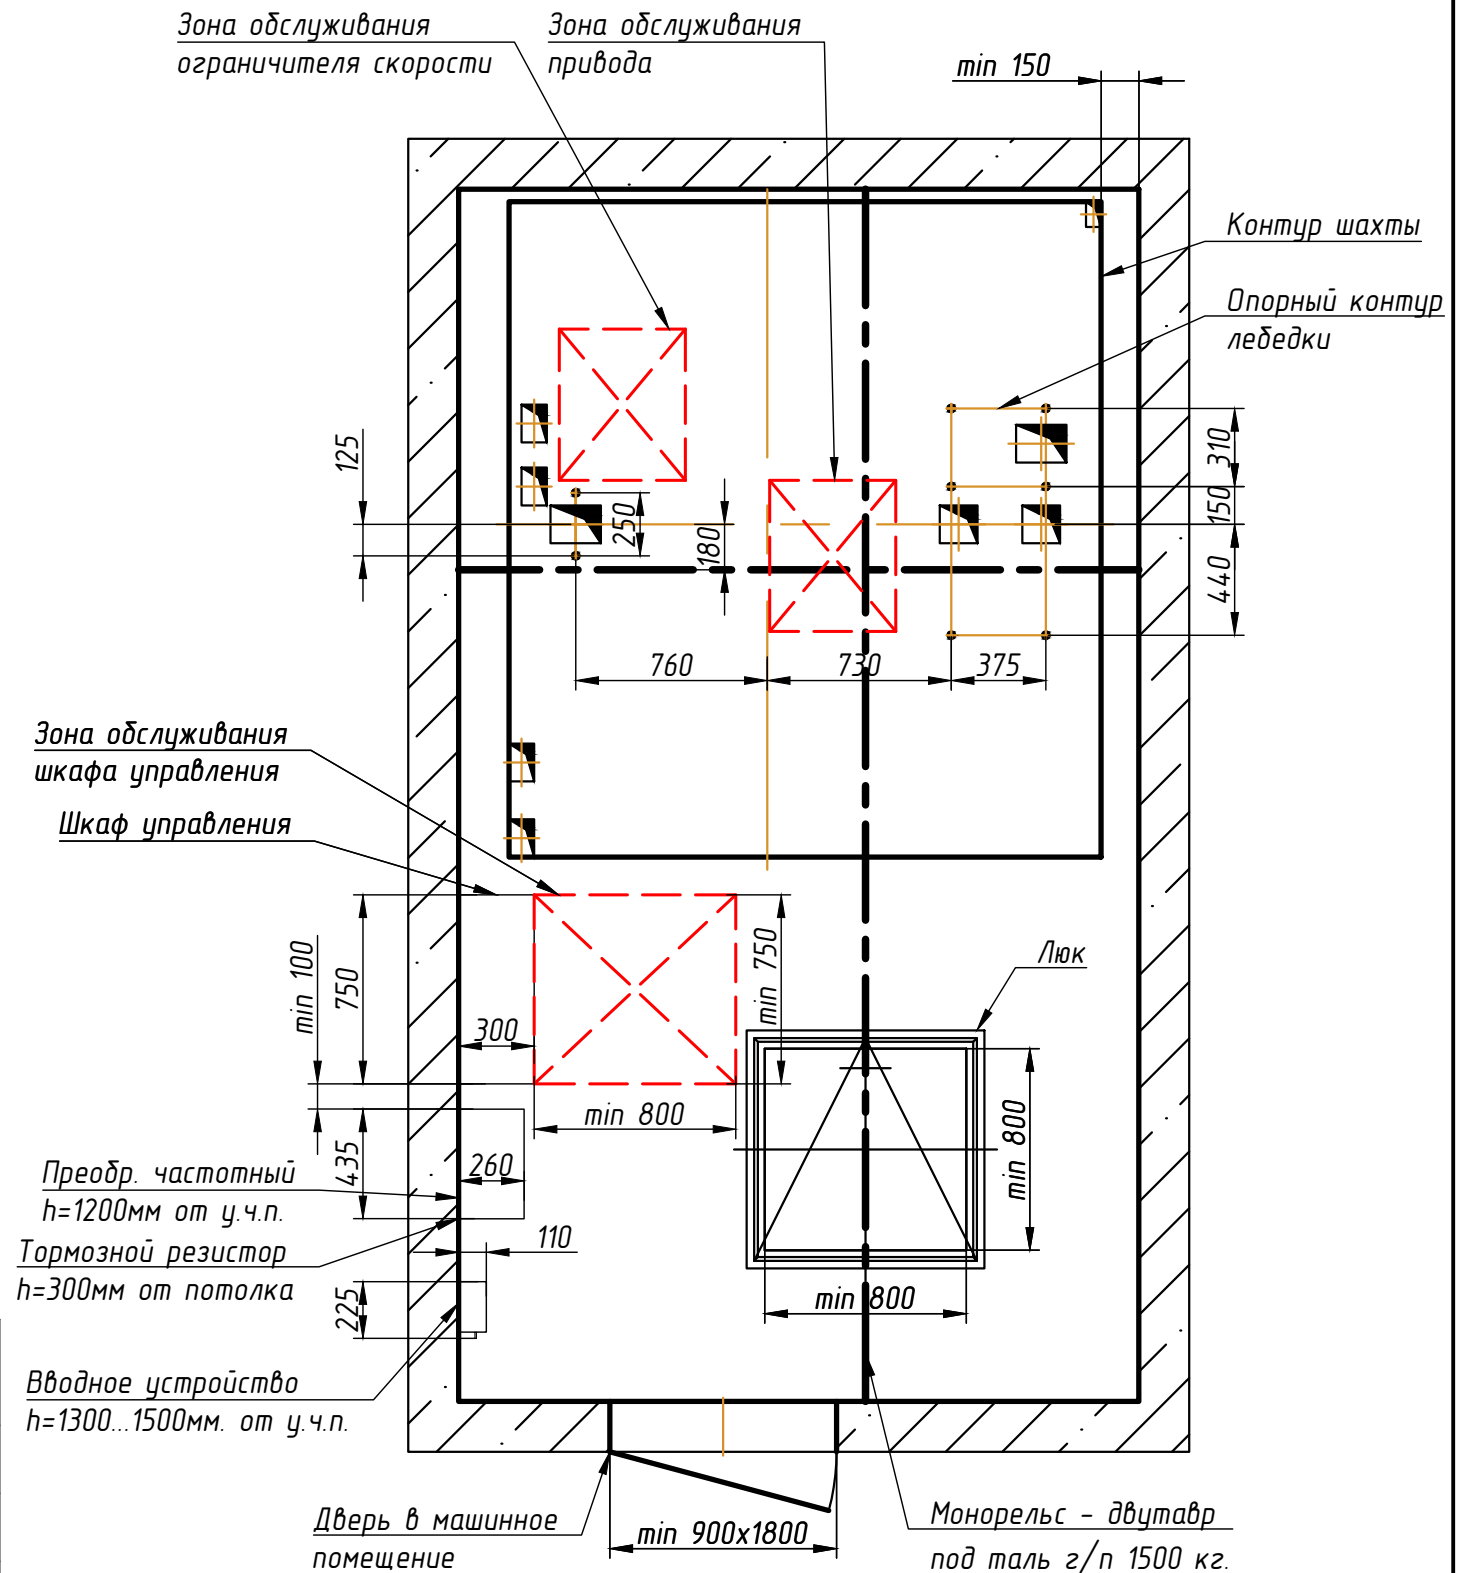 Зона обслуживания
ограничителя скорости
Зона обслуживания
привода
min 150
Контур шахты
Опорный контур
лебедки
125
250
180
310
150
440
760
730
375
Зона обслуживания
шкафа управления
Шкаф управления
min 100
750
300
min 750
min 800
Люк
435
260
min 800
Преобр. частотный
h=1200мм от у.ч.п.
Тормозной резистор
h=300мм от потолка
110
225
min 800
Вводное устройство
h=1300...1500мм. от у.ч.п.
Дверь в машинное
помещение
min 900x1800
Монорельс - двутавр
под таль г/п 1500 кг.